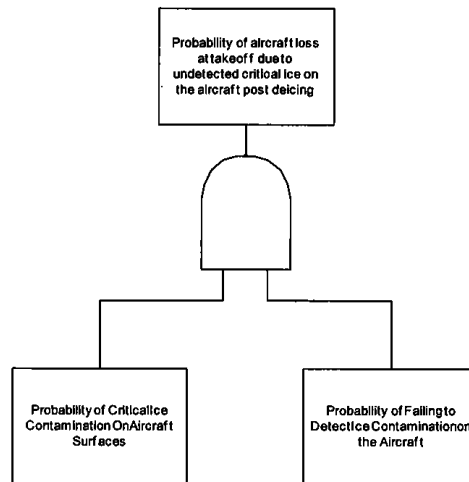 Probability of aircraft loss
at takeoff due to
undetected critical ice on
the aircraft post deicing
Probability of Critical Ice
Contamination On Aircraft
Surfaces
Probability of Failing to
Detect Ice Contamination on
the Aircraft